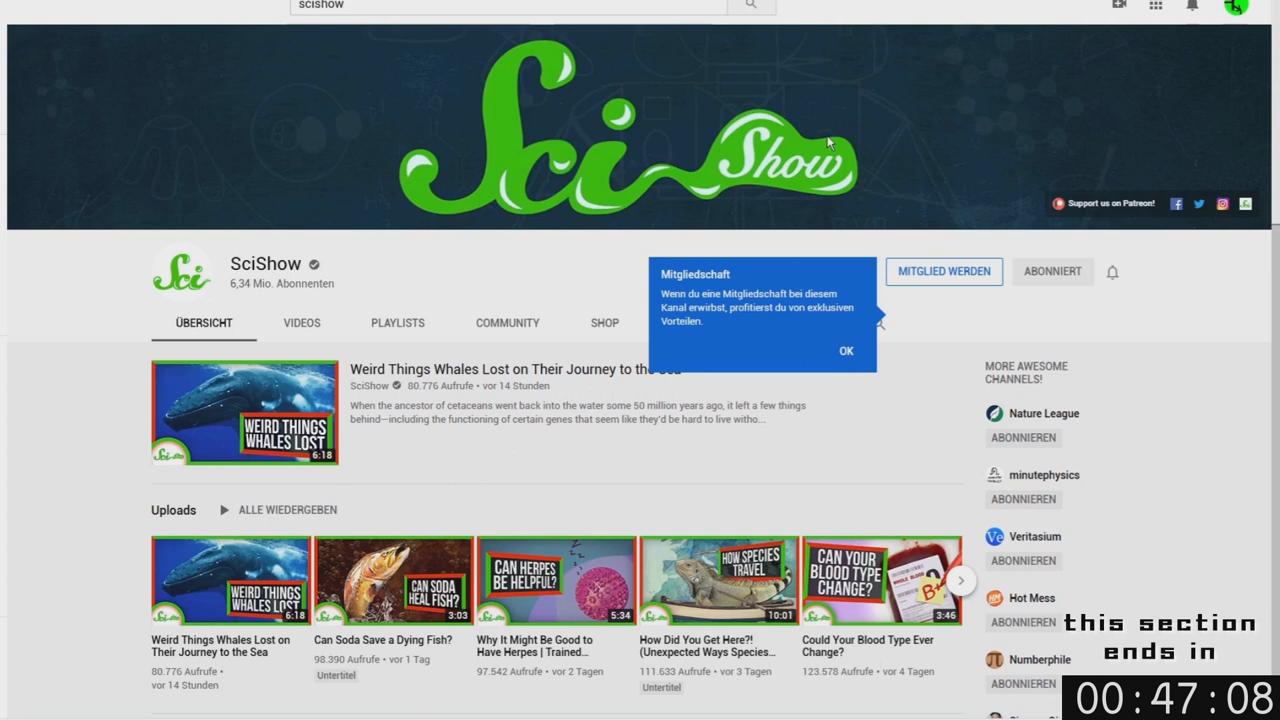 scishow
Sci Show
Support us on Patreon!
Sci
SciShow
6,34 Mio. Abonnenten
Mitgliedschaft
Wenn du eine Mitgliedschaft bei diesem
Kanal erwirbst, profitierst du von exklusiven
Vorteilen.
OK
MITGLIED WERDEN
ABONNIERT
ÜBERSICHT
VIDEOS
PLAYLISTS
COMMUNITY
SHOP
WEIRD THINGS
WHALES LOST
Sci
6:18
Weird Things Whales Lost on Their Journey to the Sea
SciShow 80.776 Aufrufe • vor 14 Stunden
When the ancestor of cetaceans went back into the water some 50 million years ago, it left a few things
behind—including the functioning of certain genes that seem like they'd be hard to live witho...
MORE AWESOME
CHANNELS!
Nature League
ABONNIEREN
minutephysics
ABONNIEREN
Ve
Veritasium
ABONNIEREN
HM
Hot Mess
ABONNIEREN
Numberphile
ABONNIEREN
Uploads
ALLE WIEDERGEBEN
WEIRD THINGS
WHALES LOST
6:18
Weird Things Whales Lost on
Their Journey to the Sea
80.776 Aufrufe •
vor 14 Stunden
CAN SODA
HEAL FISH?
3:03
Can Soda Save a Dying Fish?
98.390 Aufrufe • vor 1 Tag
Untertitel
CAN HERPES
BE HELPFUL?
5:34
Why It Might Be Good to
Have Herpes | Trained...
97.542 Aufrufe • vor 2 Tagen
HOW SPECIES
TRAVEL
10:01
How Did You Get Here?!
(Unexpected Ways Species...
111.633 Aufrufe • vor 3 Tagen
Untertitel
CAN YOUR
BLOOD TYPE
CHANGE?
WHOLE BLOOD
B+
3:46
Could Your Blood Type Ever
Change?
123.578 Aufrufe • vor 4 Tagen
this section
ends in
00:47:08